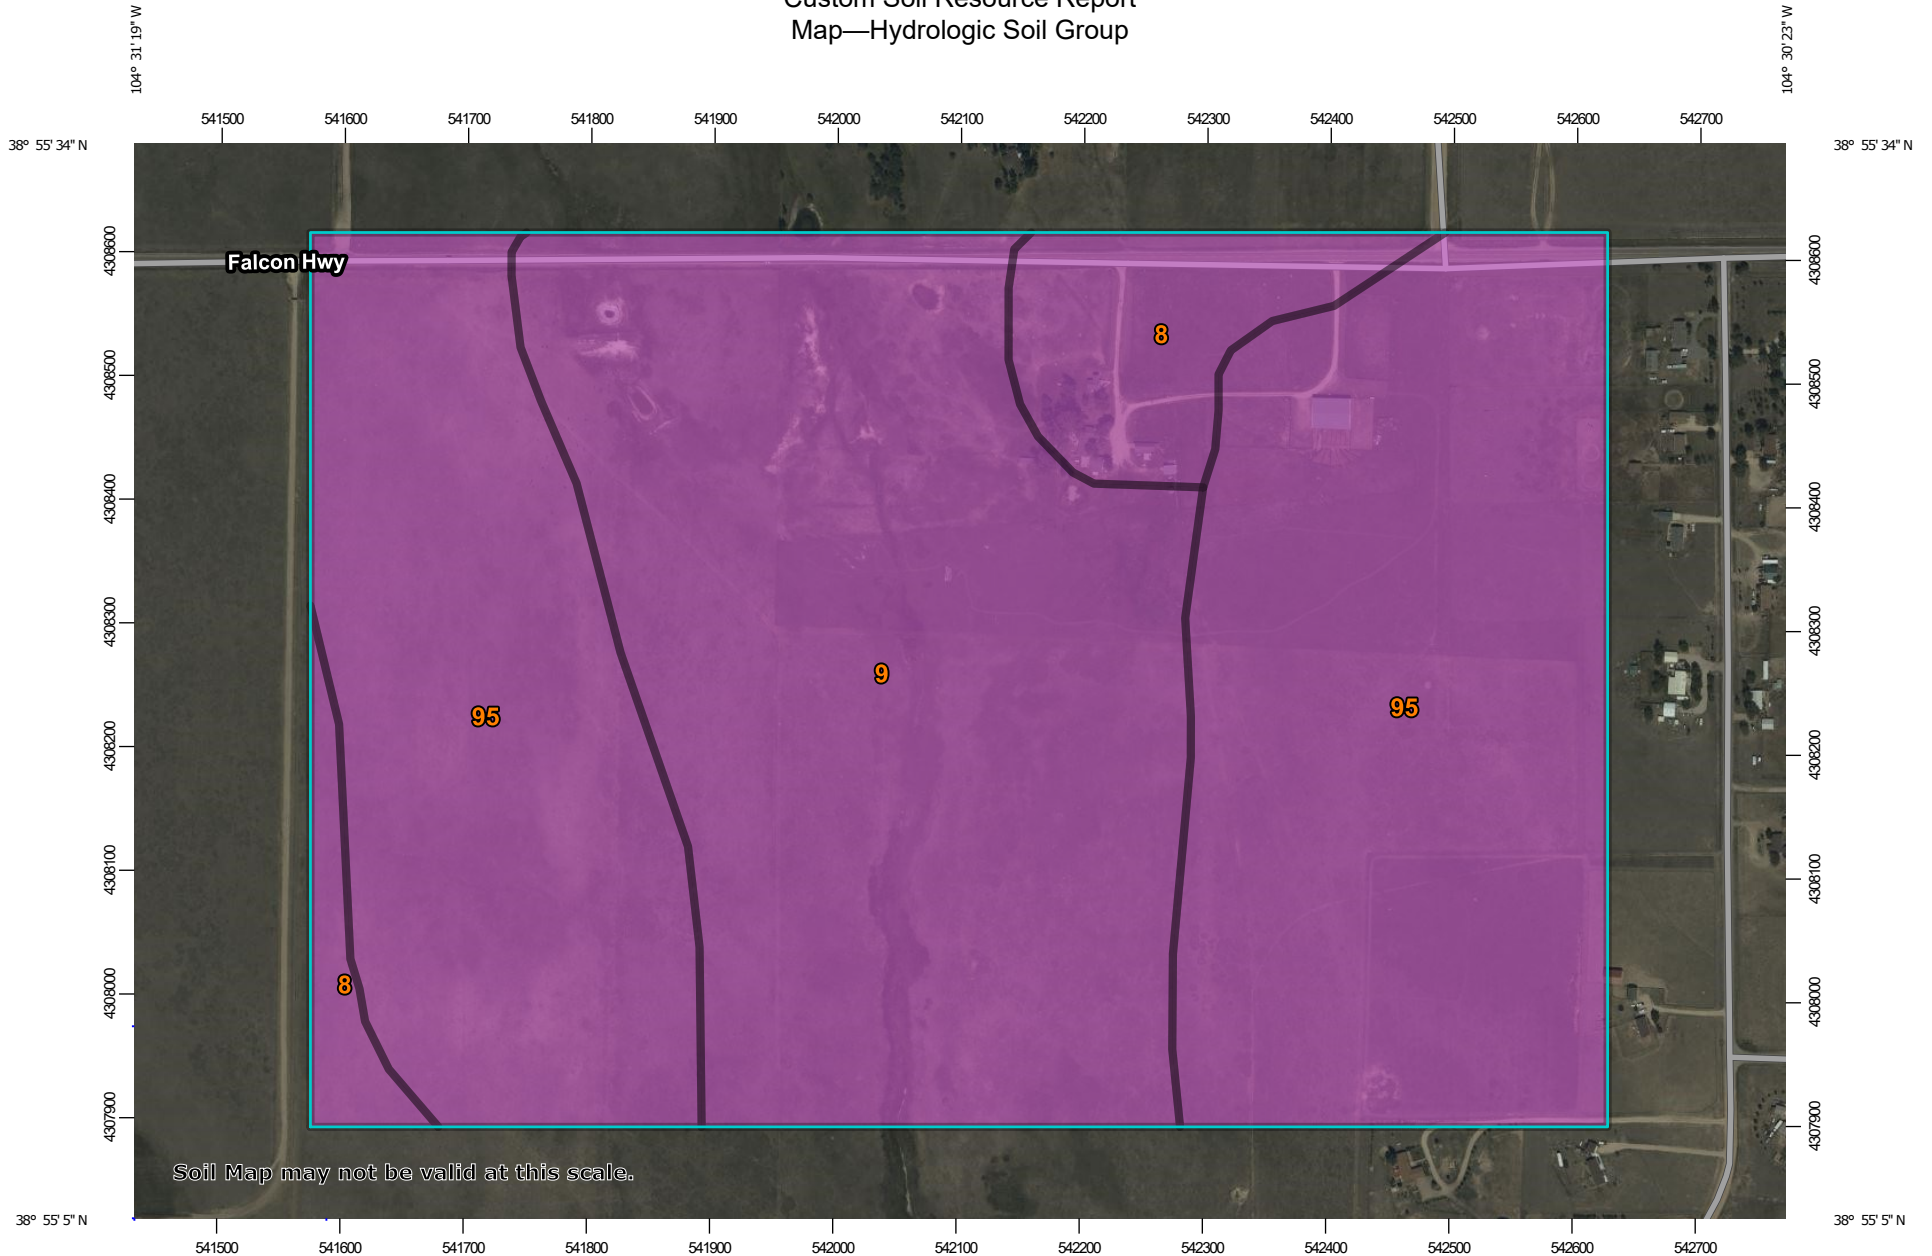 Custom Soil Resource Report
Map—Hydrologic Soil Group
104° 31' 19" W
104° 30' 23" W
541500 541600 541700 541800 541900 542000 542100 542200 542300 542400 542500 542600 542700
38° 55' 34" N
38° 55' 34" N
4308600
Falcon Hwy
4308600
8
4308500
4308500
4308400
4308400
4308300
4308300
9
95
95
4308200
4308200
4308100
4308100
8
4308000
4308000
4307900
4307900
Soil Map may not be valid at this scale.
38° 55' 5" N
38° 55' 5" N
541500 541600 541700 541800 541900 542000 542100 542200 542300 542400 542500 542600 542700